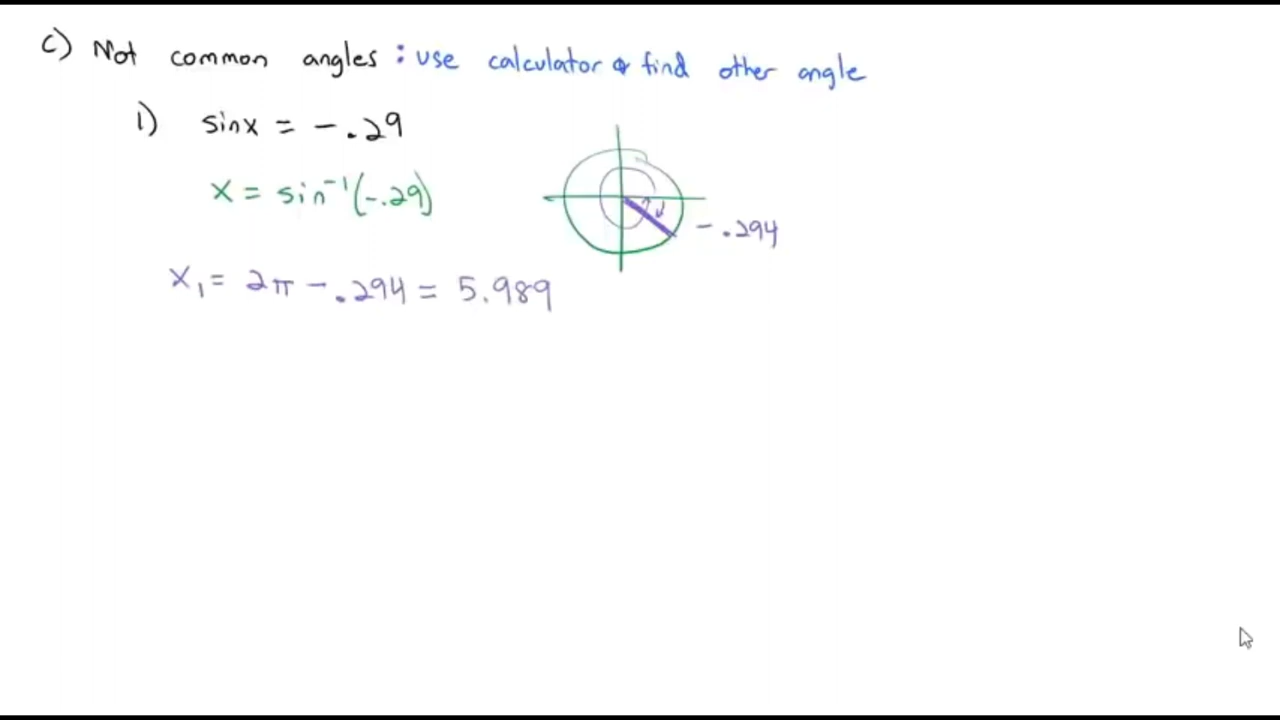 c) Not common angles : use calculator & find other angle
1) sinx = -.29
x = sin⁻¹(-.29)
-.294
x₁ = 2π - .294 = 5.989